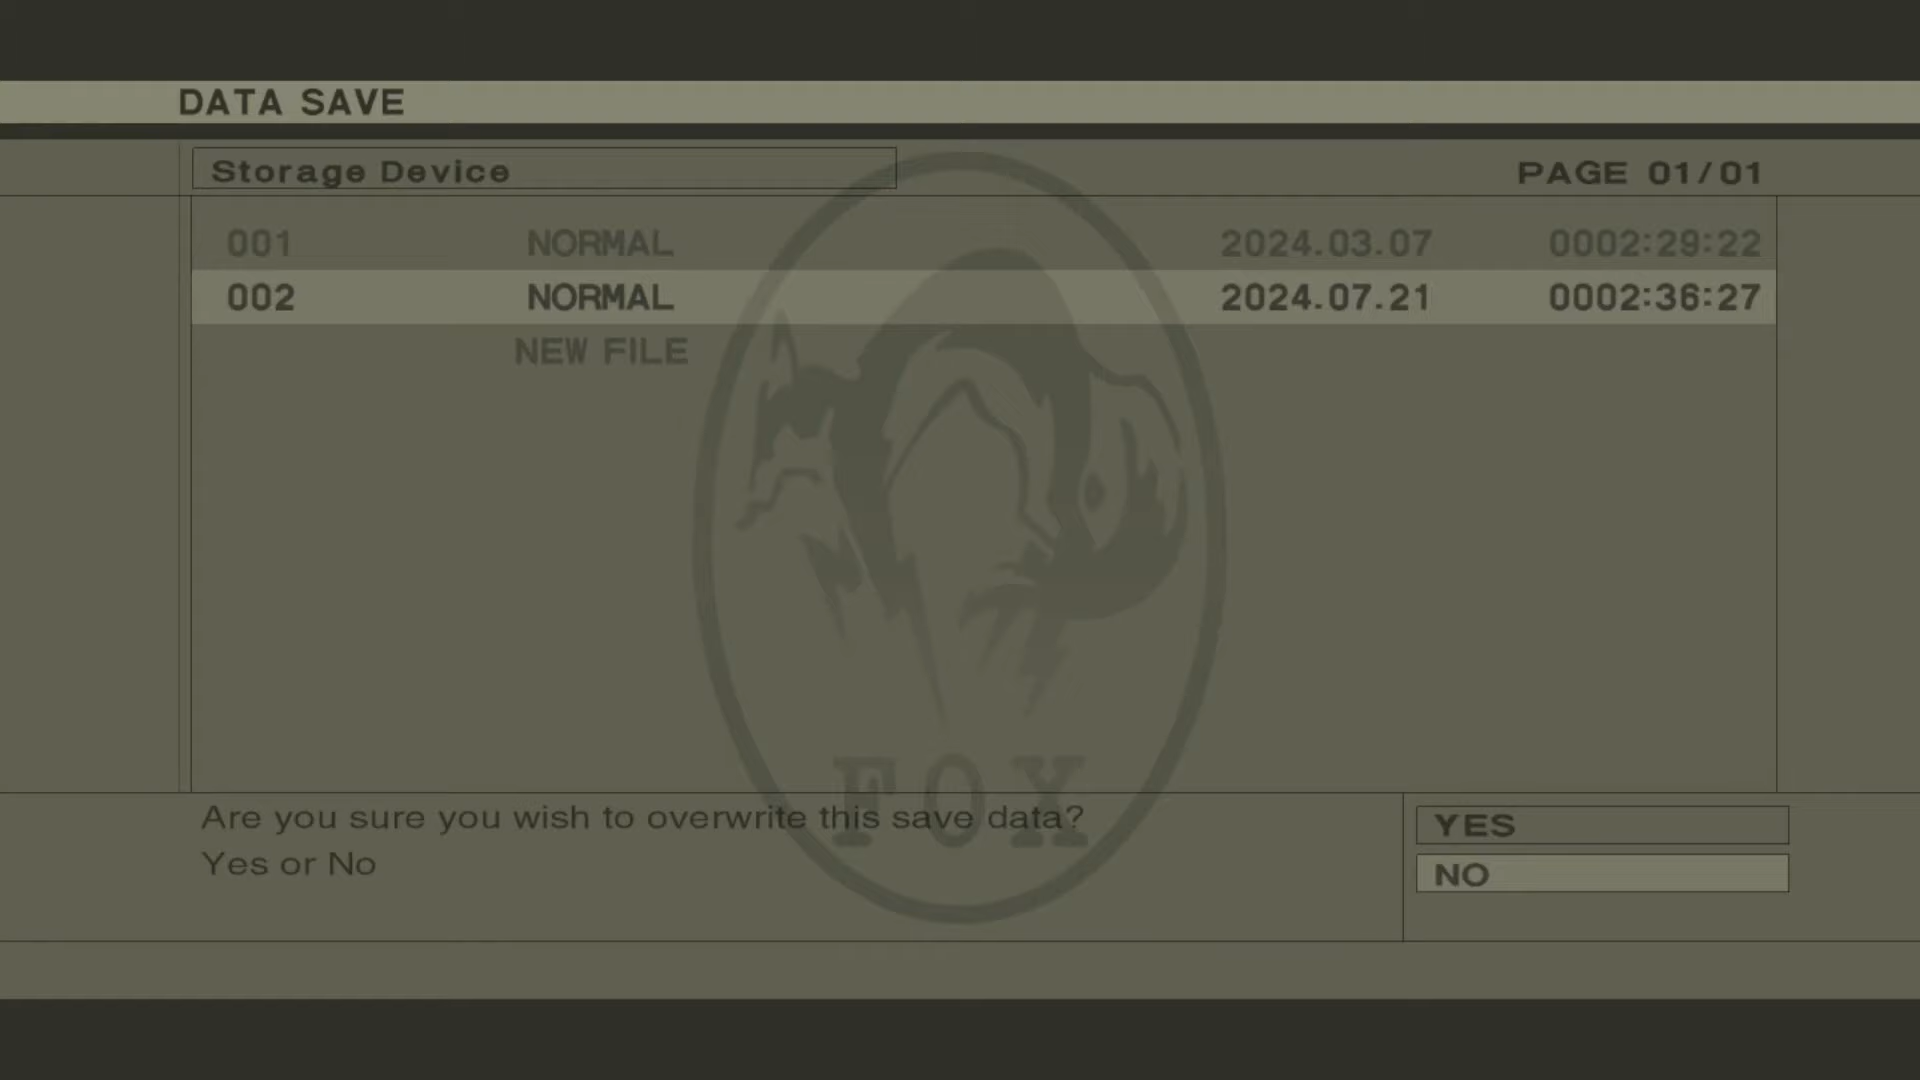 DATA SAVE
Storage Device PAGE 01/01
001 NORMAL 2024.03.07 0002:29:22
002 NORMAL 2024.07.21 0002:36:27
NEW FILE
FOX
Are you sure you wish to overwrite this save data?
Yes or No
YES
NO